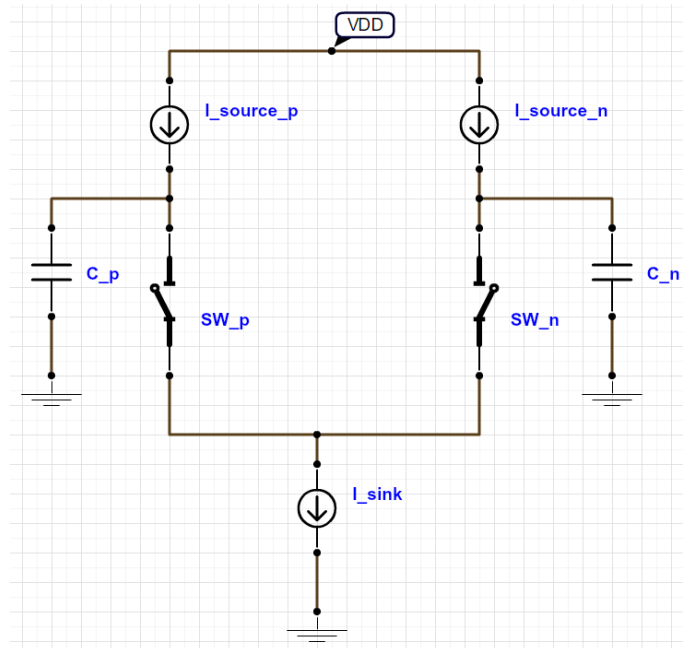 VDD
I_source_p
I_source_n
C_p
C_n
SW_p
SW_n
I_sink